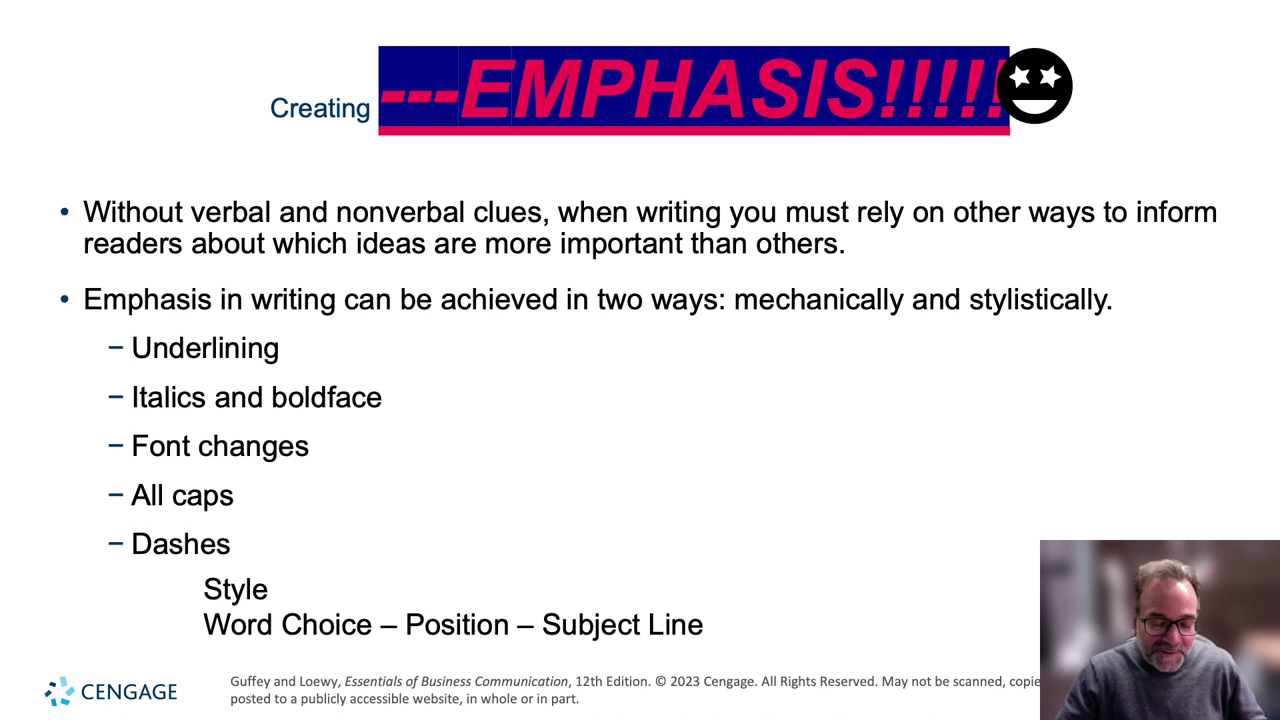 Creating ---EMPHASIS!!!!!
• Without verbal and nonverbal clues, when writing you must rely on other ways to inform
readers about which ideas are more important than others.
• Emphasis in writing can be achieved in two ways: mechanically and stylistically.
− Underlining
− Italics and boldface
− Font changes
− All caps
− Dashes
Style
Word Choice – Position – Subject Line
CENGAGE
Guffey and Loewy, Essentials of Business Communication, 12th Edition. © 2023 Cengage. All Rights Reserved. May not be scanned,
posted to a publicly accessible website, in whole or in part.